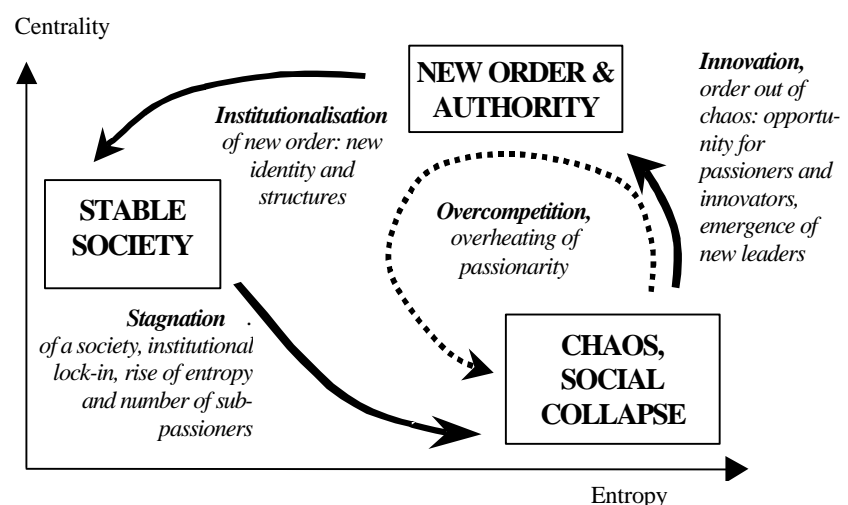 Centrality
NEW ORDER &
AUTHORITY
Innovation,
order out of
chaos: opportu-
nity for
passioners and
innovators,
emergence of
new leaders
Institutionalisation
of new order: new
identity and
structures
STABLE
SOCIETY
Overcompetition,
overheating of
passionarity
Stagnation .
of a society, institutional
lock-in, rise of entropy
and number of sub-
passioners
CHAOS,
SOCIAL
COLLAPSE
Entropy